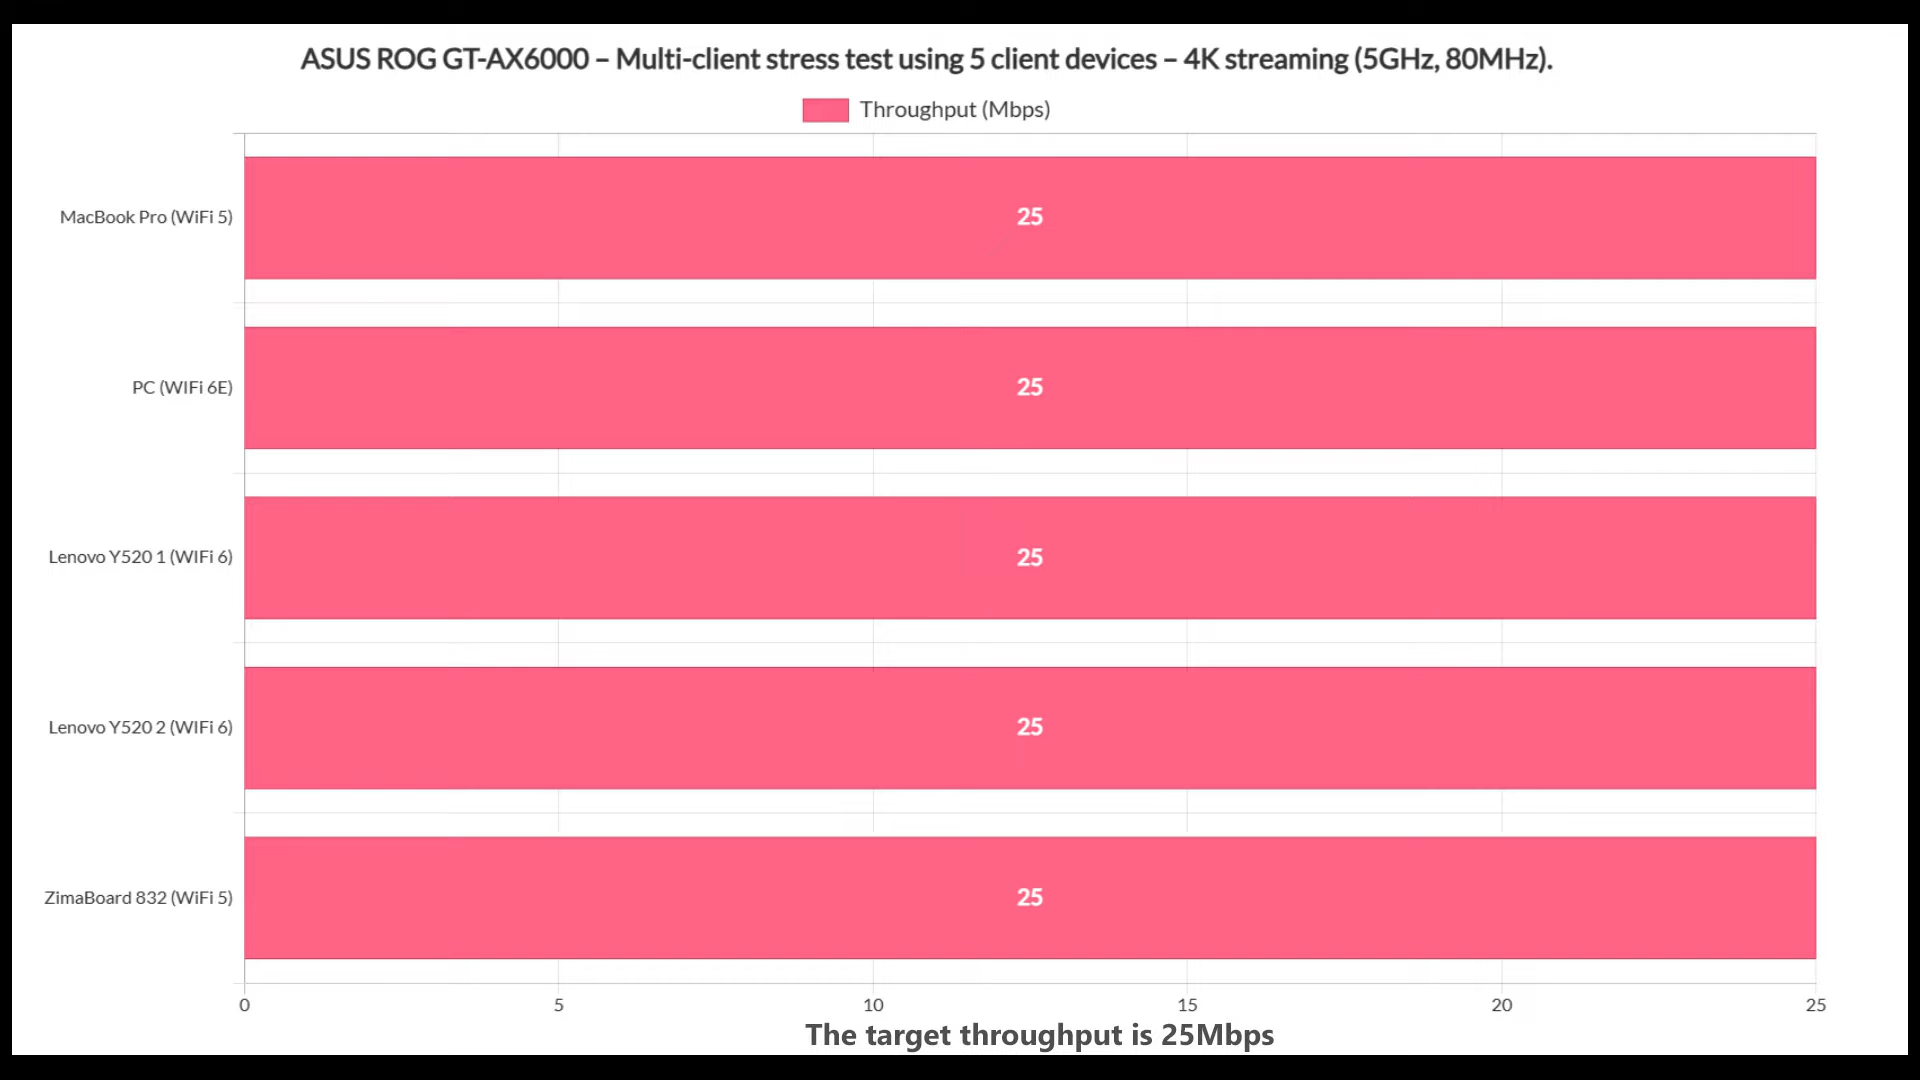 ASUS ROG GT-AX6000 – Multi-client stress test using 5 client devices – 4K streaming (5GHz, 80MHz).
Throughput (Mbps)
MacBook Pro (WiFi 5)
25
PC (WIFi 6E)
25
Lenovo Y520 1 (WIFi 6)
25
Lenovo Y520 2 (WIFi 6)
25
ZimaBoard 832 (WiFi 5)
25
0 5 10 15 20 25
The target throughput is 25Mbps